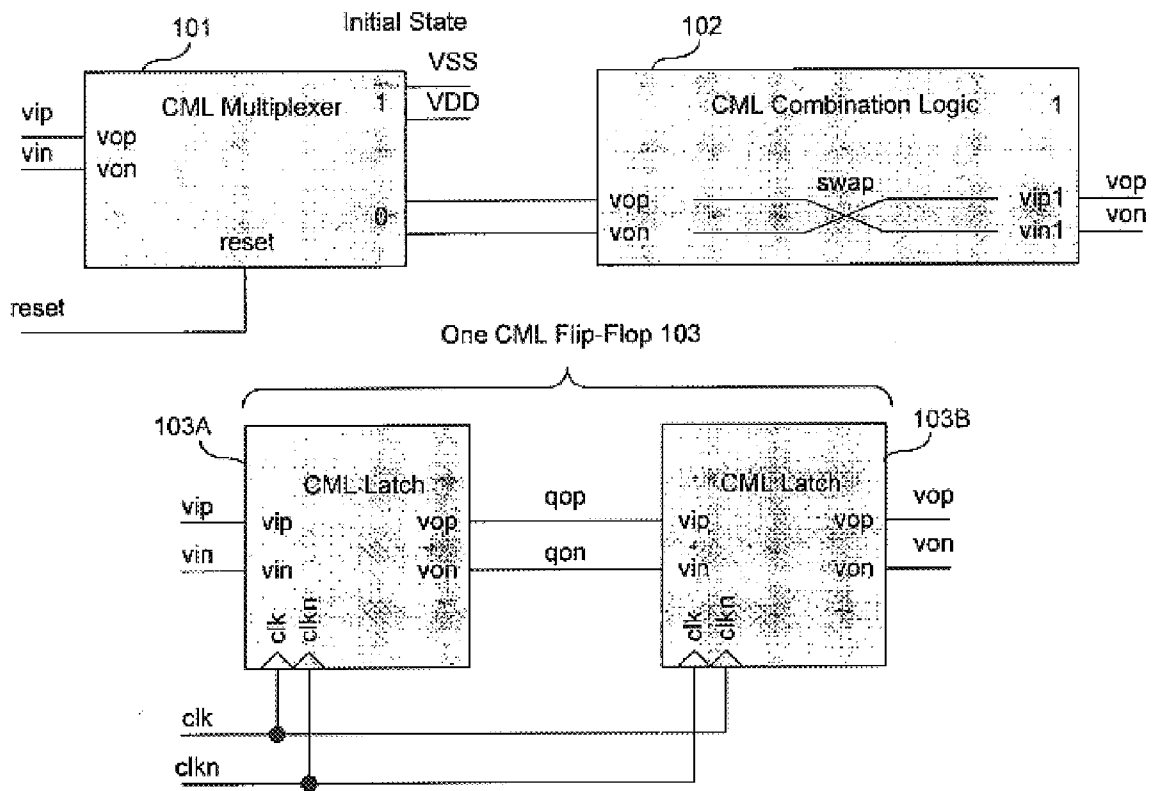 101
Initial State
102
VSS
CML Multiplexer 1
VDD
CML Combination Logic 1
vip
vop
vin
von
swap
vop
vip1
vop
0
von
vin1
von
reset
reset
One CML Flip-Flop 103
103A
103B
CML Latch
CML Latch
vip
vip
vop
qop
vip
vop
vop
vin
vin
von
qon
vin
von
von
clk
clkn
clk
clkn
clk
clkn